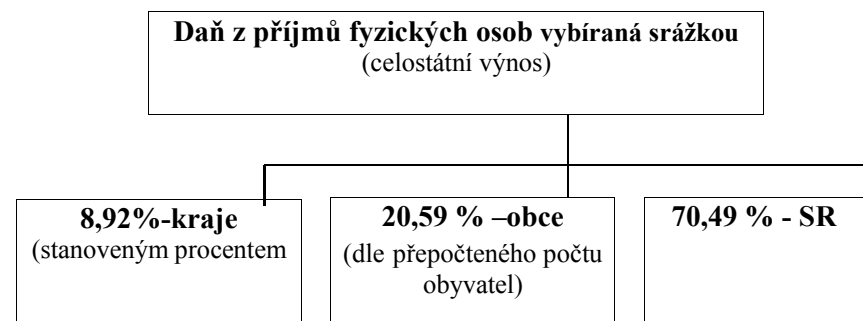 Daň z příjmů fyzických osob vybíraná srážkou
(celostátní výnos)
8,92%-kraje
(stanoveným procentem
20,59 % –obce
(dle přepočteného počtu
obyvatel)
70,49 % - SR